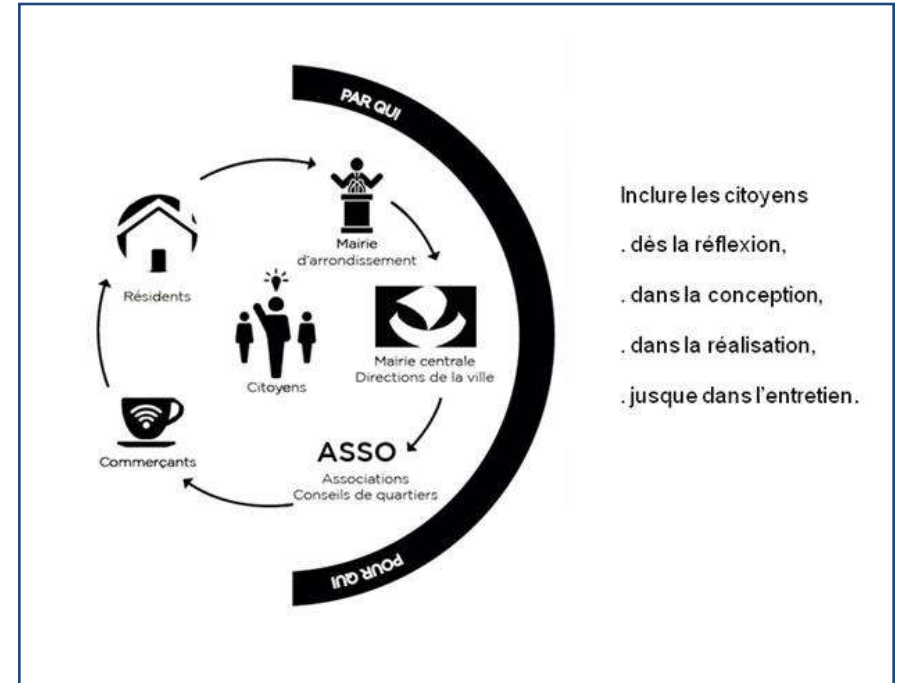 PAR QUI
Mairie
d'arrondissement
Résidents
Citoyens
Mairie centrale
Directions de la ville
Commerçants
ASSO
Associations
Conseils de quartiers
POUR QUI
Inclure les citoyens
. dès la réflexion,
. dans la conception,
. dans la réalisation,
. jusque dans l'entretien.